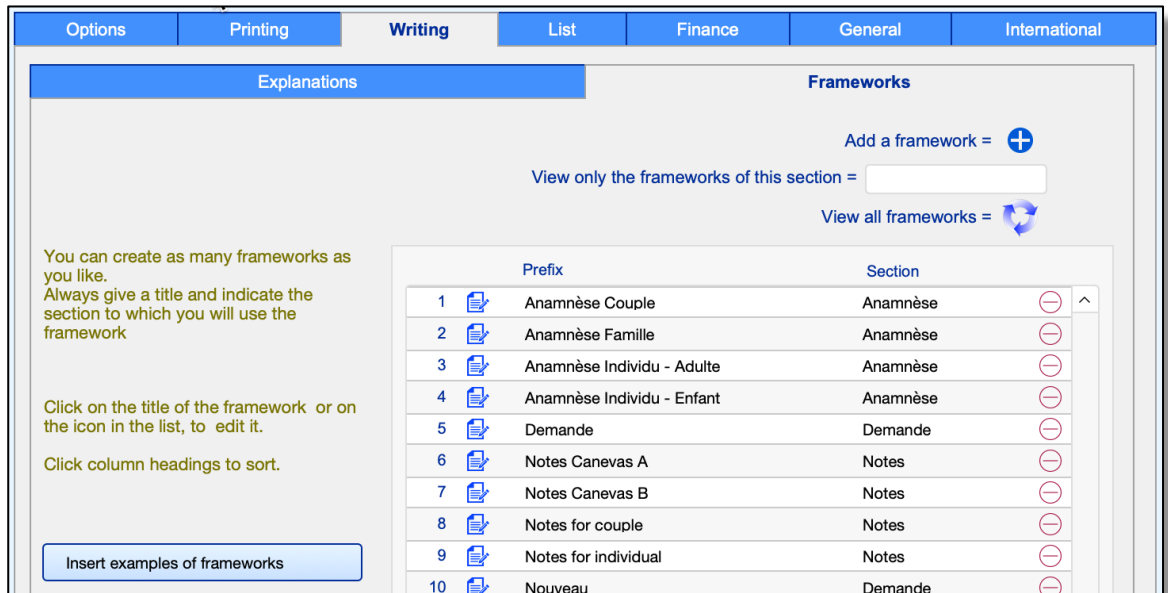 Options Printing Writing List Finance General International
Explanations Frameworks
Add a framework =
View only the frameworks of this section =
View all frameworks =
You can create as many frameworks as
you like.
Always give a title and indicate the
section to which you will use the
framework
Click on the title of the framework or on
the icon in the list, to edit it.
Click column headings to sort.
Insert examples of frameworks
Prefix Section
1 Anamnèse Couple Anamnèse
2 Anamnèse Famille Anamnèse
3 Anamnèse Individu - Adulte Anamnèse
4 Anamnèse Individu - Enfant Anamnèse
5 Demande Demande
6 Notes Canevas A Notes
7 Notes Canevas B Notes
8 Notes for couple Notes
9 Notes for individual Notes
10 Nouveau Demande